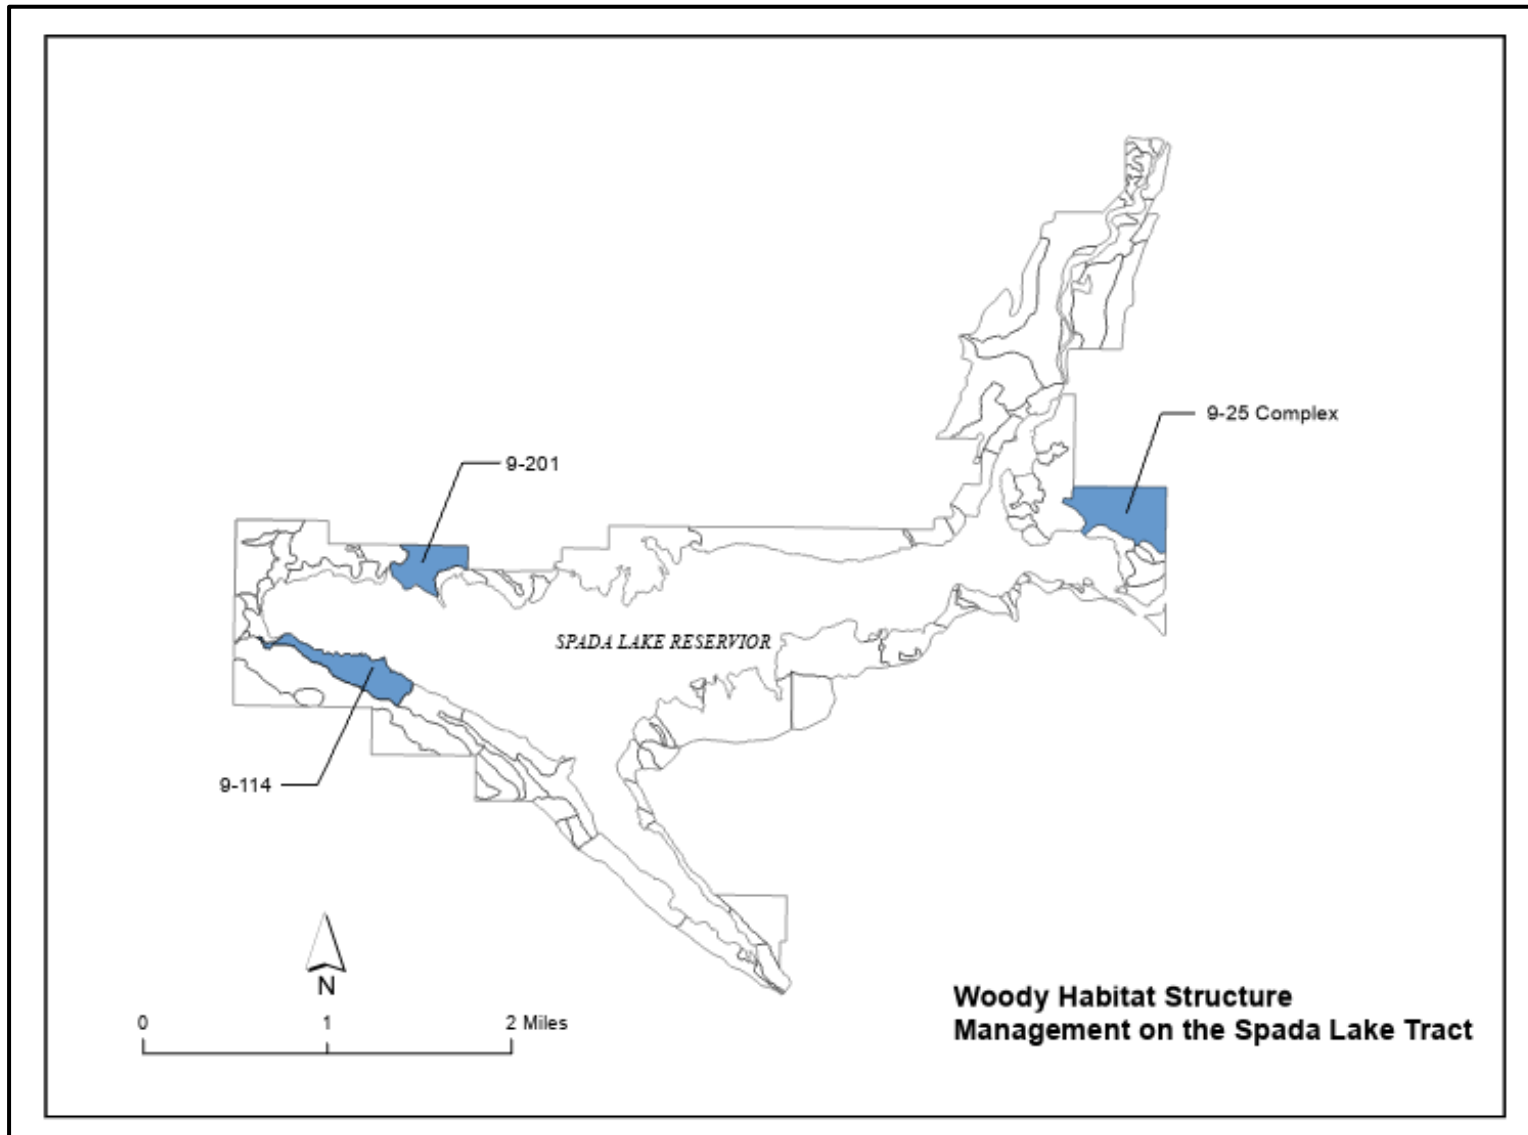 9-25 Complex
9-201
SPADA LAKE RESERVIOR
9-114
N
0 1 2 Miles
Woody Habitat Structure
Management on the Spada Lake Tract